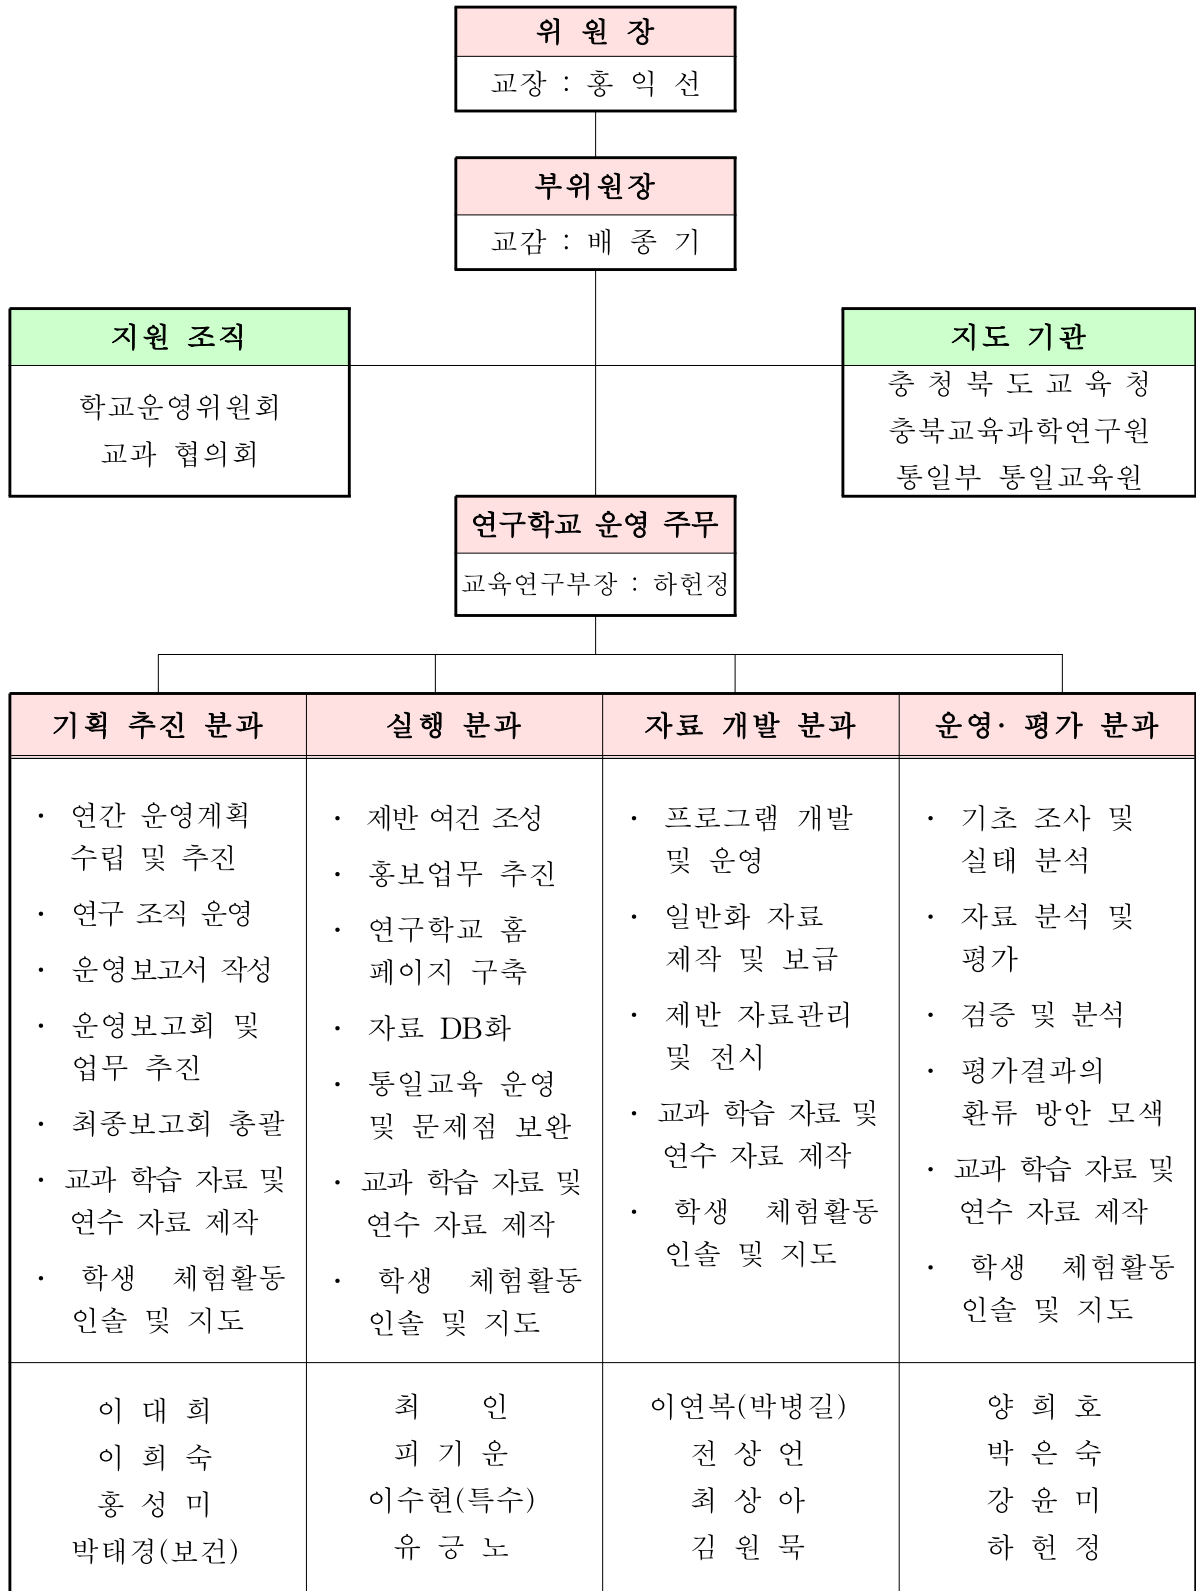 위 원 장
교장 : 홍 익 선
부위원장
교감 : 배 종 기
지원 조직
학교운영위원회
교과 협의회
지도 기관
충 청 북 도 교 육 청
충북교육과학연구원
통일부 통일교육원
연구학교 운영 주무
교육연구부장 : 하헌정
기획 추진 분과
· 연간 운영계획
수립 및 추진
· 연구 조직 운영
· 운영보고서 작성
· 운영보고회 및
업무 추진
· 최종보고회 총괄
· 교과 학습 자료 및
연수 자료 제작
· 학생 체험활동
인솔 및 지도
이 대 희
이 희 숙
홍 성 미
박태경(보건)
실행 분과
· 제반 여건 조성
· 홍보업무 추진
· 연구학교 홈
페이지 구축
· 자료 DB화
· 통일교육 운영
및 문제점 보완
· 교과 학습 자료 및
연수 자료 제작
· 학생 체험활동
인솔 및 지도
최 인
피 기 운
이수현(특수)
유 긍 노
자료 개발 분과
· 프로그램 개발
및 운영
· 일반화 자료
제작 및 보급
· 제반 자료관리
및 전시
· 교과 학습 자료 및
연수 자료 제작
· 학생 체험활동
인솔 및 지도
이연복(박병길)
전 상 언
최 상 아
김 원 묵
운영· 평가 분과
· 기초 조사 및
실태 분석
· 자료 분석 및
평가
· 검증 및 분석
· 평가결과의
환류 방안 모색
· 교과 학습 자료 및
연수 자료 제작
· 학생 체험활동
인솔 및 지도
양 희 호
박 은 숙
강 윤 미
하 헌 정